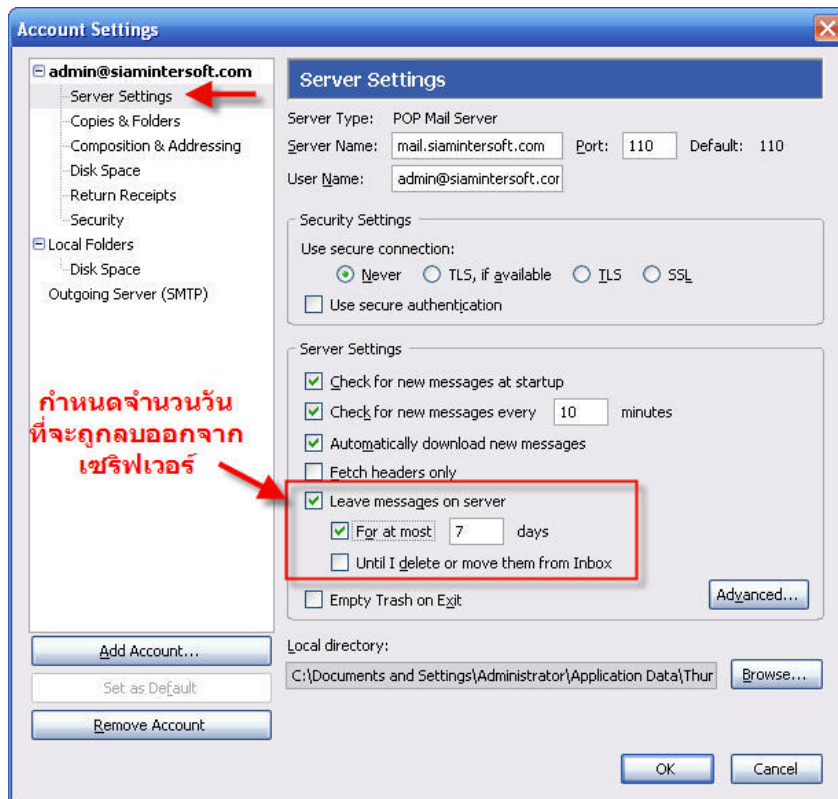 Account Settings
admin@siamintersoft.com
Server Settings
Copies & Folders
Composition & Addressing
Disk Space
Return Receipts
Security
Local Folders
Disk Space
Outgoing Server (SMTP)
กำหนดจำนวนวัน
ที่จะถูกลบออกจาก
เซริฟเวอร์
Add Account...
Set as Default
Remove Account
Server Settings
Server Type: POP Mail Server
Server Name: mail.siamintersoft.com Port: 110 Default: 110
User Name: admin@siamintersoft.cor
Security Settings
Use secure connection:
Never TLS, if available TLS SSL
Use secure authentication
Server Settings
Check for new messages at startup
Check for new messages every 10 minutes
Automatically download new messages
Fetch headers only
Leave messages on server
For at most 7 days
Until I delete or move them from Inbox
Empty Trash on Exit
Advanced...
Local directory:
C:\Documents and Settings\Administrator\Application Data\Thur Browse...
OK Cancel